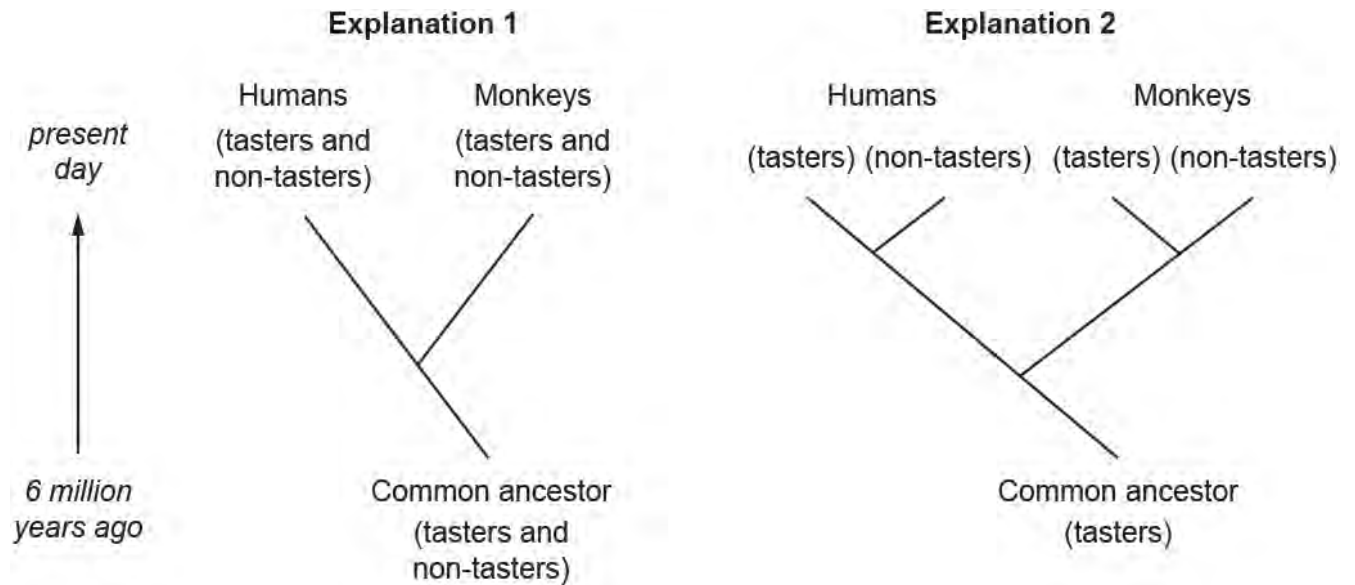 Explanation 1
Humans
Monkeys
(tasters and
non-tasters)
(tasters and
non-tasters)
present
day
6 million
years ago
Common ancestor
(tasters and
non-tasters)
Explanation 2
Humans
Monkeys
(tasters) (non-tasters)
(tasters) (non-tasters)
Common ancestor
(tasters)